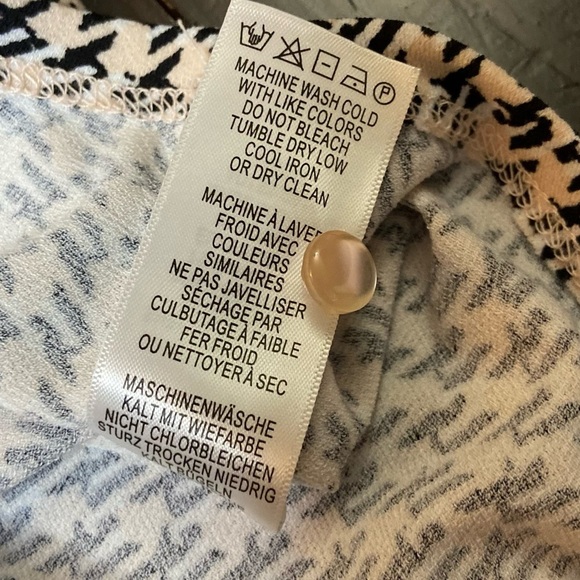 P
MACHINE WASH COLD
WITH LIKE COLORS
DO NOT BLEACH
TUMBLE DRY LOW
COOL IRON
OR DRY CLEAN
MACHINE À LAVER
FROID AVEC
COULEURS
SIMILAIRES
NE PAS JAVELLISER
SÉCHAGE PAR
CULBUTAGE À FAIBLE
FER FROID
OU NETTOYER À SEC
MASCHINENWÄSCHE
KALT MIT WIEFARBE
NICHT CHLORBLEICHEN
STURZ TROCKEN NIEDRIG
KALT BÜGELN